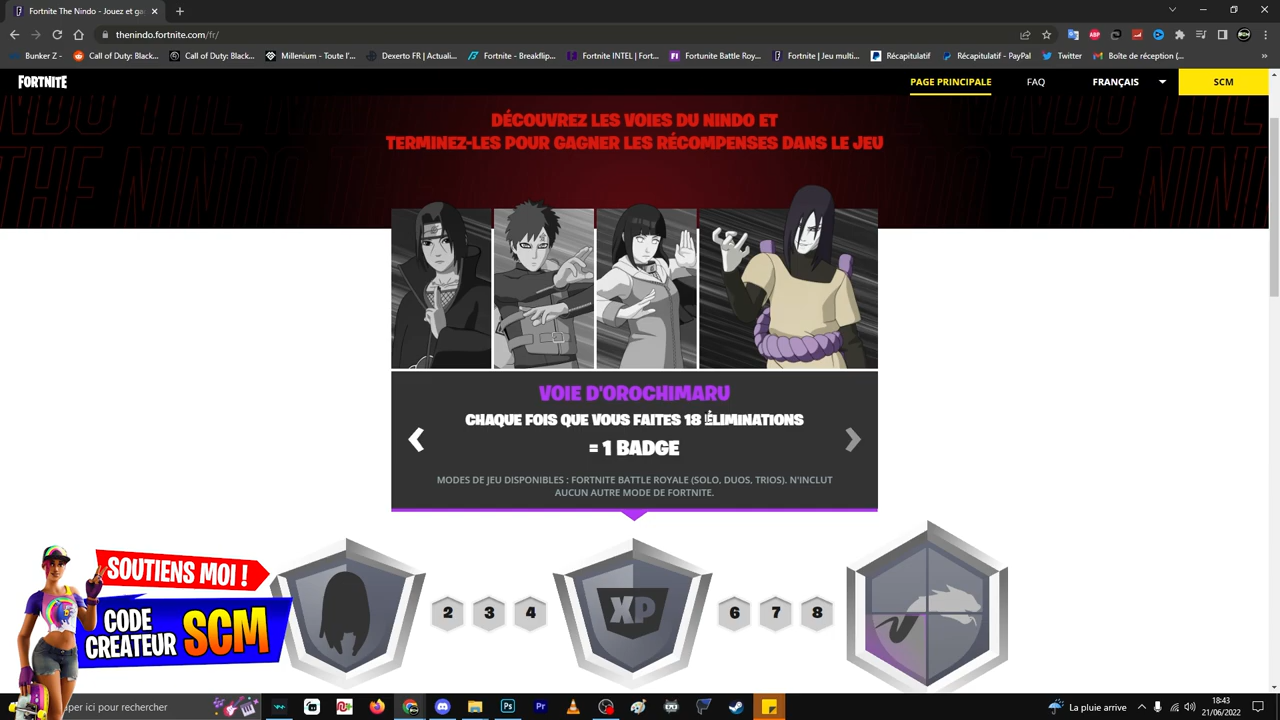 Fortnite The Nindo - Jouez et ga
thenindo.fortnite.com/fr/
Bunker Z -
Call of Duty: Black...
Call of Duty: Black...
Millenium - Toute l'...
Dexerto FR | Actuali...
Fortnite - Breakflip...
Fortnite INTEL | Fort...
Fortunite Battle Roy...
Fortnite | Jeu multi...
Récapitulatif
Récapitulatif - PayPal
Twitter
Boîte de réception (...
FORTNITE
PAGE PRINCIPALE
FAQ
FRANÇAIS
SCM
THE NINDO
DÉCOUVREZ LES VOIES DU NINDO ET
TERMINEZ-LES POUR GAGNER LES RÉCOMPENSES DANS LE JEU
VOIE D'OROCHIMARU
CHAQUE FOIS QUE VOUS FAITES 18 ÉLIMINATIONS
= 1 BADGE
MODES DE JEU DISPONIBLES : FORTNITE BATTLE ROYALE (SOLO, DUOS, TRIOS). N'INCLUT
AUCUN AUTRE MODE DE FORTNITE.
2
3
4
XP
6
7
8
SOUTIENS MOI !
CODE
CREATEUR
SCM
per ici pour rechercher
La pluie arrive
18:43
21/06/2022